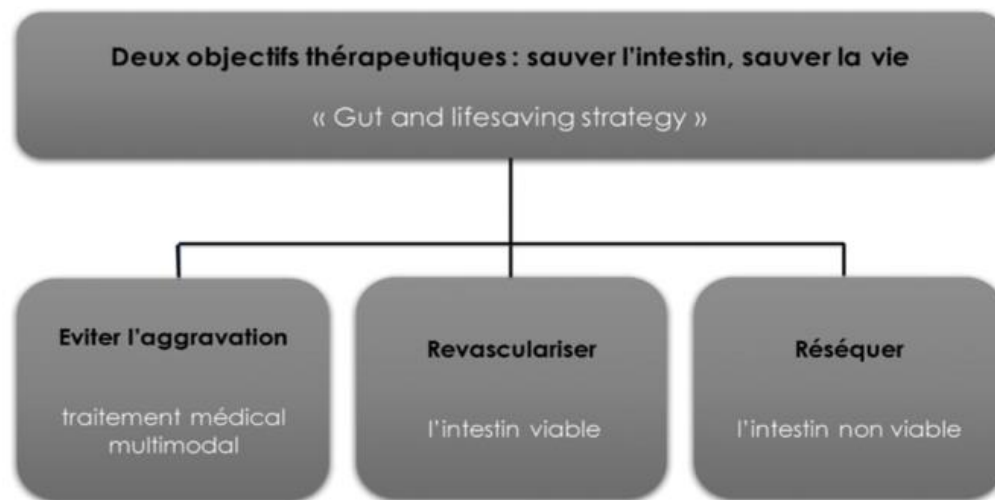 Deux objectifs thérapeutiques : sauver l'intestin, sauver la vie
« Gut and lifesaving strategy »
Eviter l'aggravation
traitement médical
multimodal
Revasculariser
l'intestin viable
Réséquer
l'intestin non viable